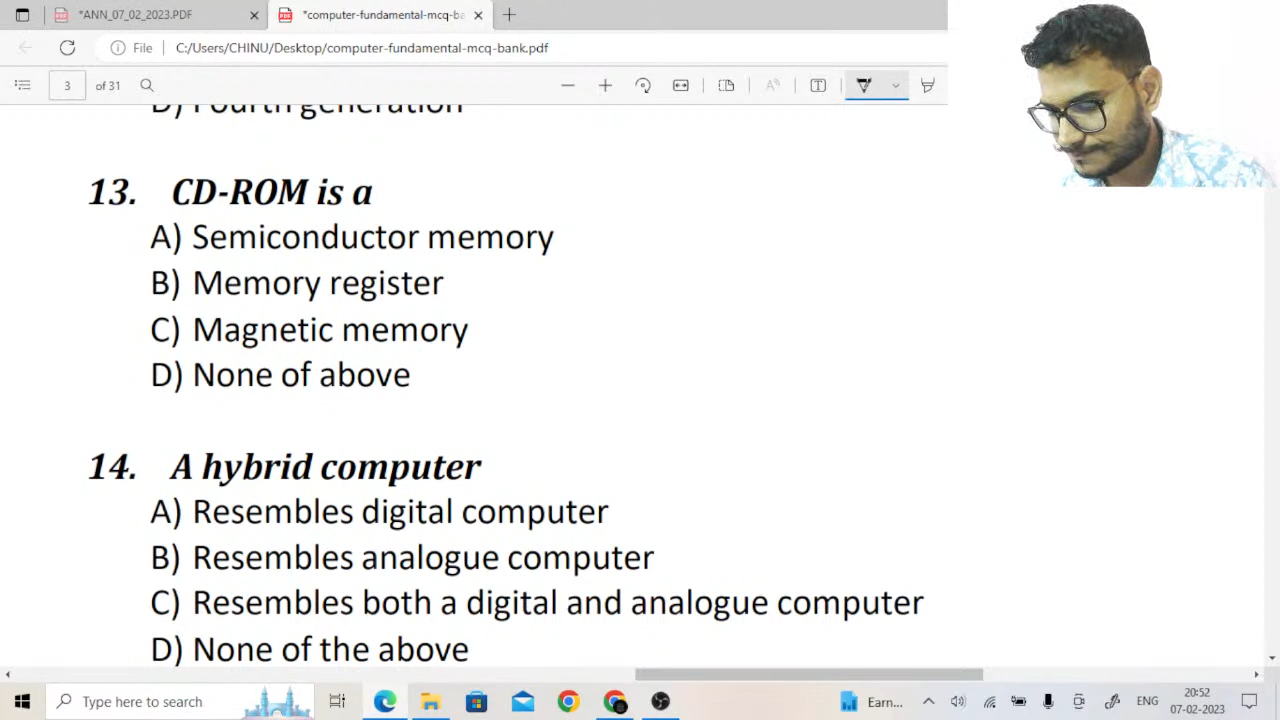 *ANN_07_02_2023.PDF
*computer-fundamental-mcq-ba
File
C:/Users/CHINU/Desktop/computer-fundamental-mcq-bank.pdf
3 of 31
D) Fourth generation
13. CD-ROM is a
A) Semiconductor memory
B) Memory register
C) Magnetic memory
D) None of above
14. A hybrid computer
A) Resembles digital computer
B) Resembles analogue computer
C) Resembles both a digital and analogue computer
D) None of the above
Type here to search
Earn...
ENG
20:52
07-02-2023